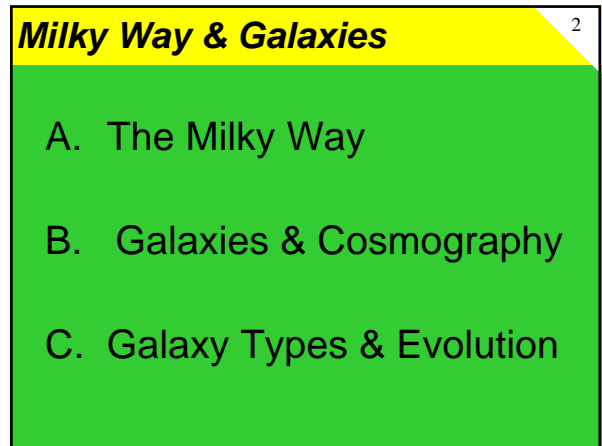 Milky Way & Galaxies 2
A. The Milky Way
B. Galaxies & Cosmography
C. Galaxy Types & Evolution